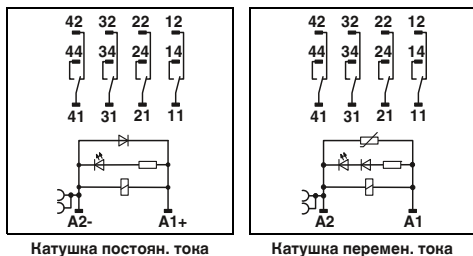 42 32 22 12
44 34 24 14
41 31 21 11
A2- A1+
Катушка постоян. тока
42 32 22 12
44 34 24 14
41 31 21 11
A2 A1
Катушка перемен. тока